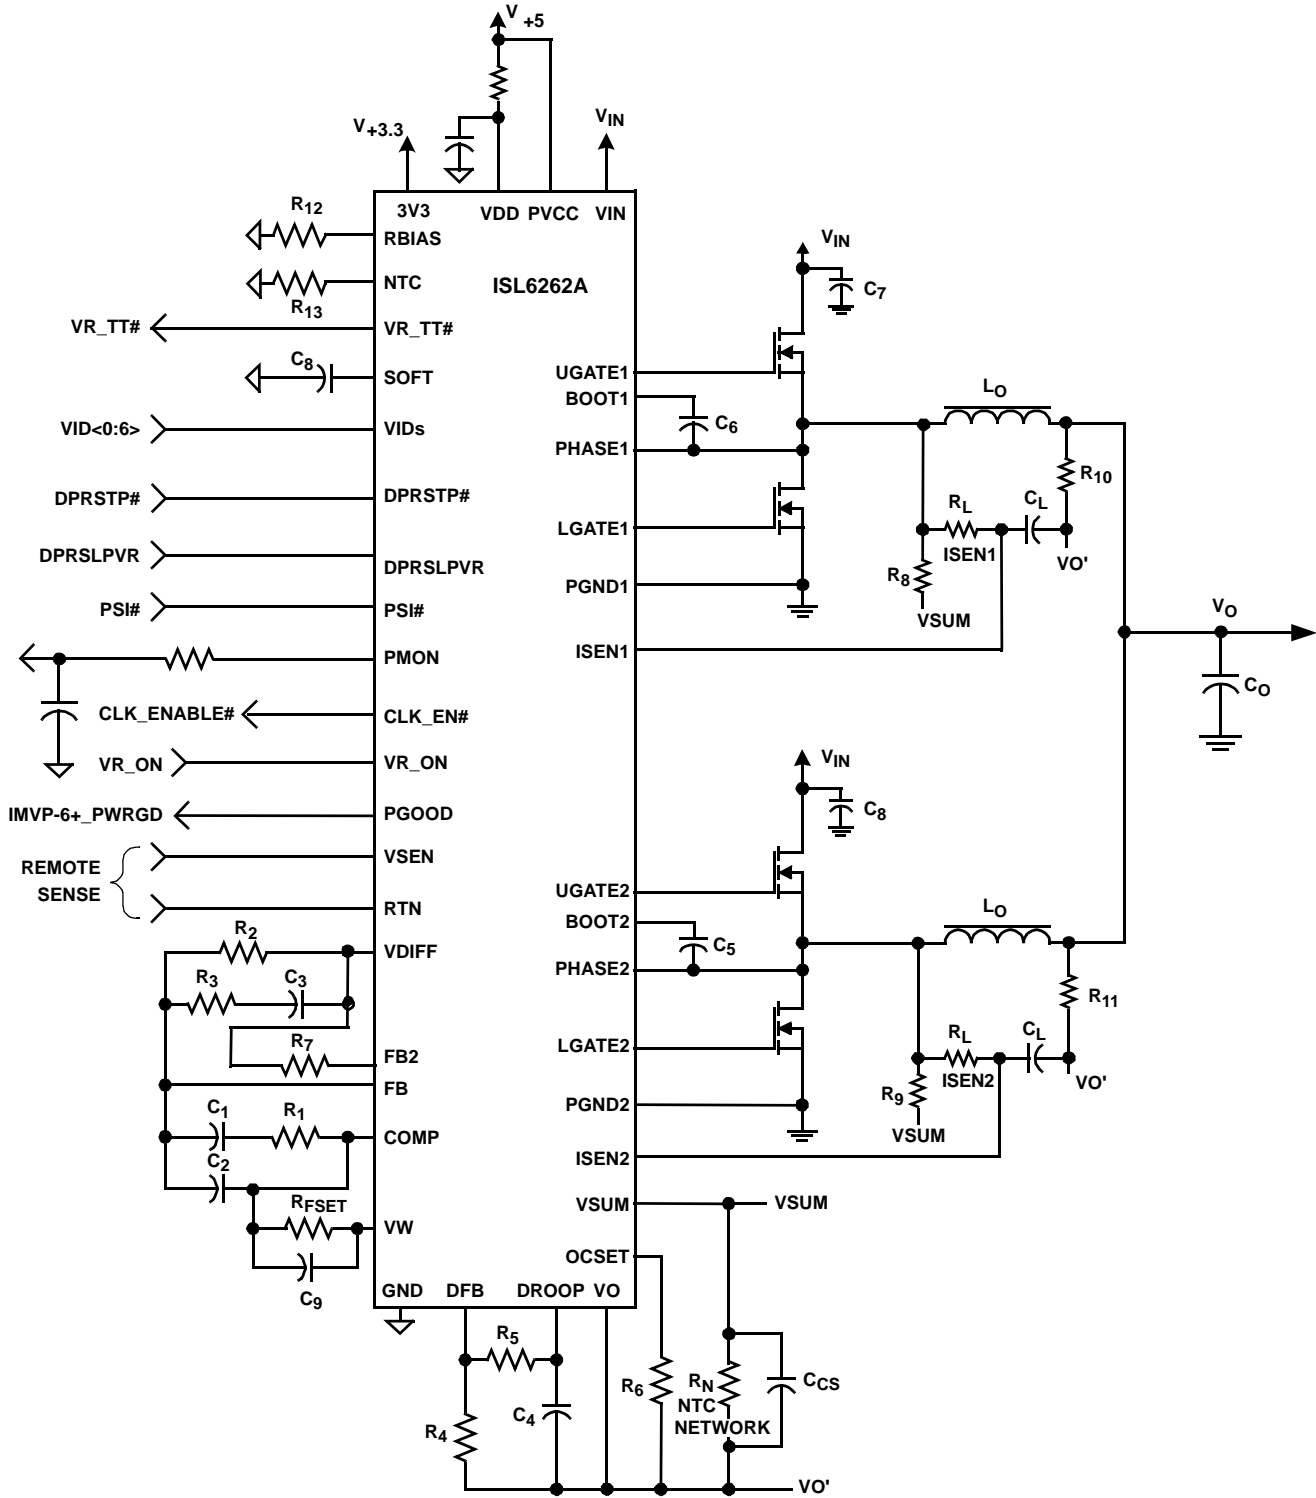 V +5
V+3.3
VIN
3V3
VDD PVCC VIN
ISL6262A
R12
RBIAS
NTC
R13
VR_TT#
VR_TT#
C8
SOFT
VID<0:6>
VIDs
DPRSTP#
DPRSTP#
DPRSLPVR
DPRSLPVR
PSI#
PSI#
PMON
CLK_ENABLE#
CLK_EN#
VR_ON
VR_ON
IMVP-6+_PWRGD
PGOOD
REMOTE
SENSE
VSEN
RTN
R2
VDIFF
R3
C3
R7
FB2
FB
C1
R1
COMP
C2
RFSET
VW
C9
GND
DFB
DROOP
VO
UGATE1
BOOT1
PHASE1
LGATE1
PGND1
ISEN1
UGATE2
BOOT2
PHASE2
LGATE2
PGND2
ISEN2
VSUM
OCSET
VIN
C7
C6
LO
R10
RL
CL
ISEN1
VO'
R8
VSUM
VO
CO
VIN
C8
C5
LO
R11
RL
CL
ISEN2
VO'
R9
VSUM
VSUM
R5
R4
C4
R6
RN
NTC
NETWORK
CCS
VO'